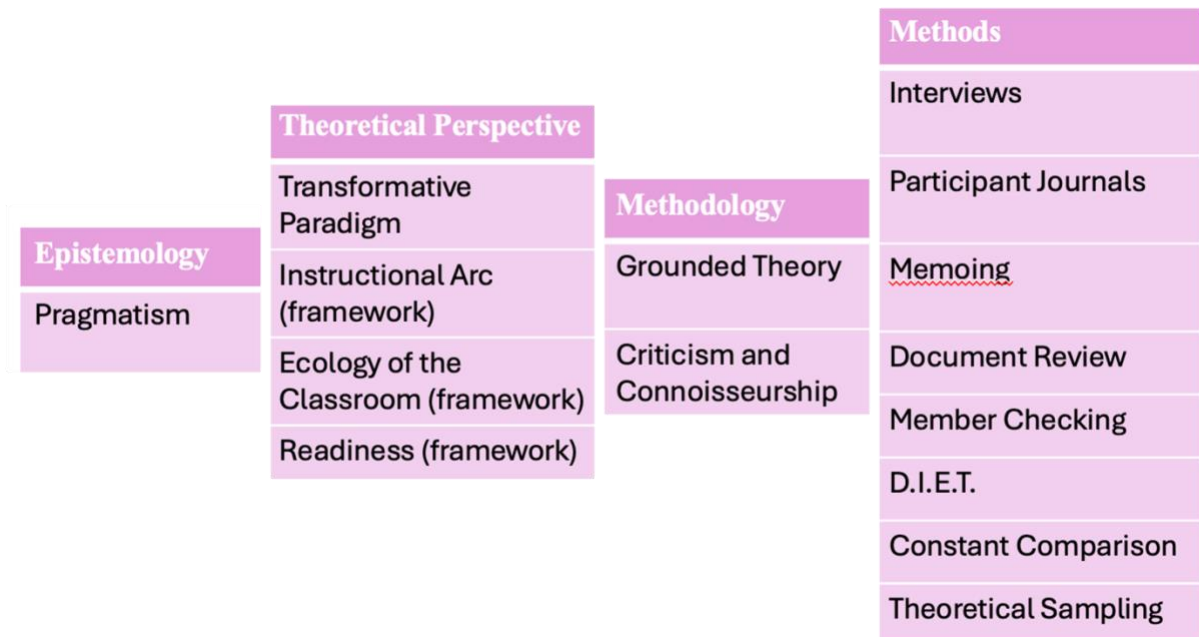 Epistemology
Pragmatism
Theoretical Perspective
Transformative
Paradigm
Instructional Arc
(framework)
Ecology of the
Classroom (framework)
Readiness (framework)
Methodology
Grounded Theory
Criticism and
Connoisseurship
Methods
Interviews
Participant Journals
Memoing
Document Review
Member Checking
D.I.E.T.
Constant Comparison
Theoretical Sampling